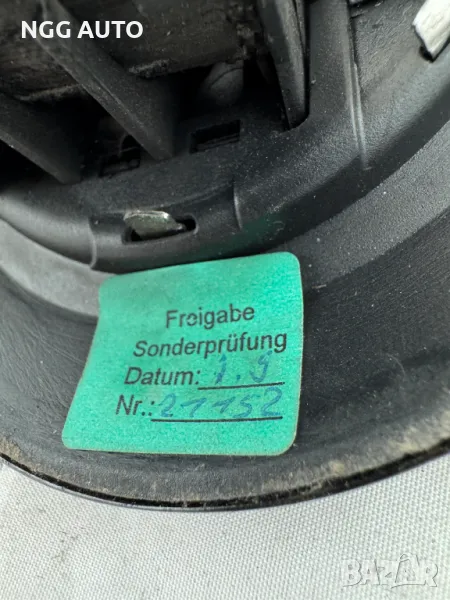 NGG AUTO
Freigabe
Sonderprüfung
Datum: 1.9
Nr.: 21152
BAZAR